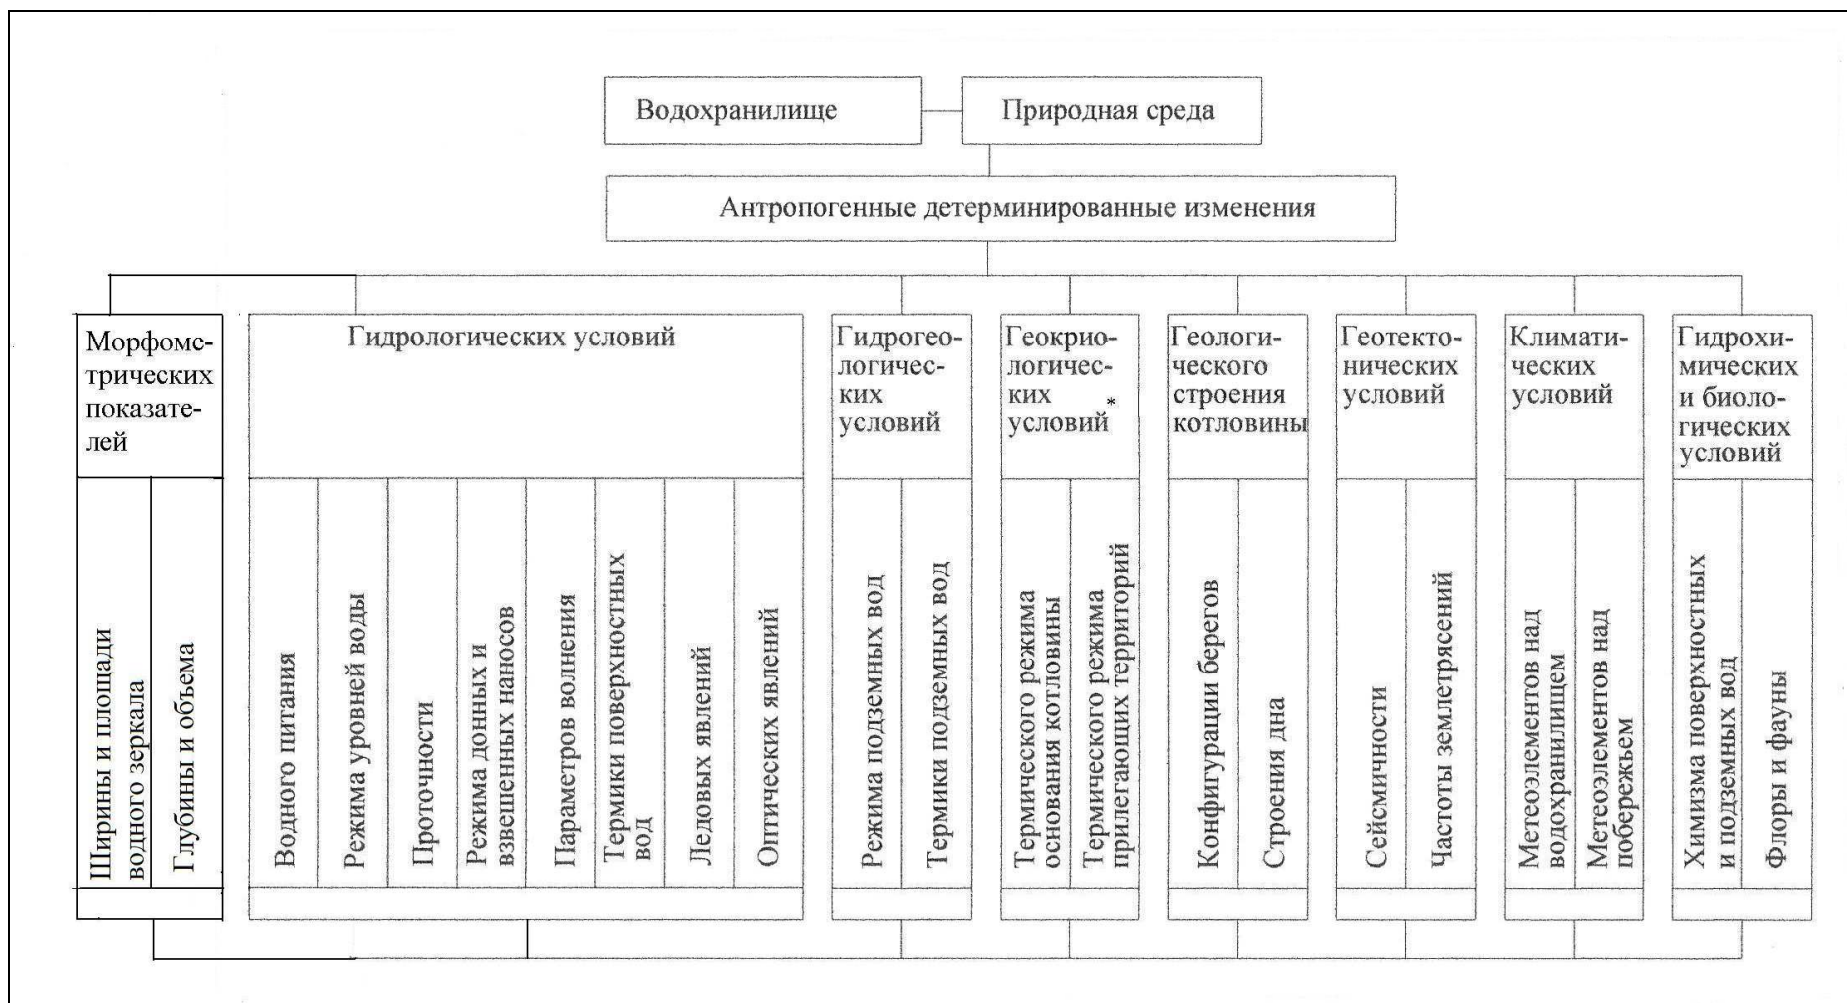 Водохранилище
Природная среда
Антропогенные детерминированные изменения
Морфоме-
трических
показате-
лей
Гидрологических условий
Гидрогео-
логичес-
ких
условий
Геокрио-
логичес-
ких *
условий
Геологи-
ческого
строения
котловины
Геотекто-
нических
условий
Климати-
ческих
условий
Гидрохи-
мических
и биоло-
гических
условий
Ширины и площади
водного зеркала
Глубины и объема
Водного питания
Режима уровней воды
Проточности
Режима донных и
взвешенных наносов
Параметров волнения
Термики поверхностных
вод
Ледовых явлений
Оптических явлений
Режима подземных вод
Термики подземных вод
Термического режима
основания котловины
Термического режима
прилегающих территорий
Конфигурации берегов
Строения дна
Сейсмичности
Частоты землетрясений
Метеоэлементов над
водохранилищем
Метеоэлементов над
побережьем
Химизма поверхностных
и подземных вод
Флоры и фауны